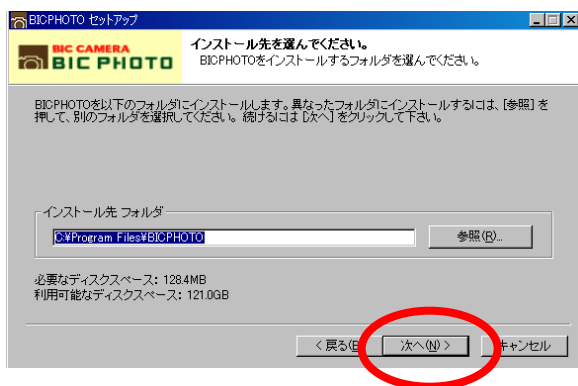 BICPHOTO セットアップ
BIC CAMERA
BIC PHOTO
インストール先を選んでください。
BICPHOTOをインストールするフォルダを選んでください。
BICPHOTOを以下のフォルダにインストールします。異なったフォルダにインストールするには、[参照] を
押して、別のフォルダを選択してください。 続けるには [次へ] をクリックして下さい。
インストール先 フォルダ
C:¥Program Files¥BICPHOTO
参照(R)...
必要なディスクスペース: 128.4MB
利用可能なディスクスペース: 121.0GB
< 戻る(B
次へ(N) >
キャンセル